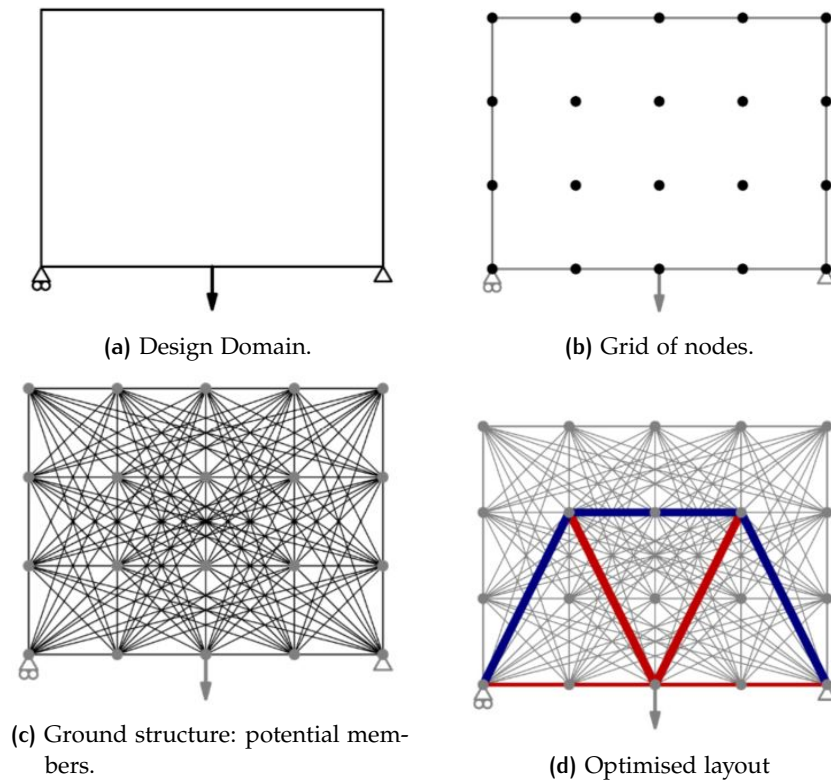 (a) Design Domain.
(b) Grid of nodes.
(c) Ground structure: potential mem-
bers.
(d) Optimised layout